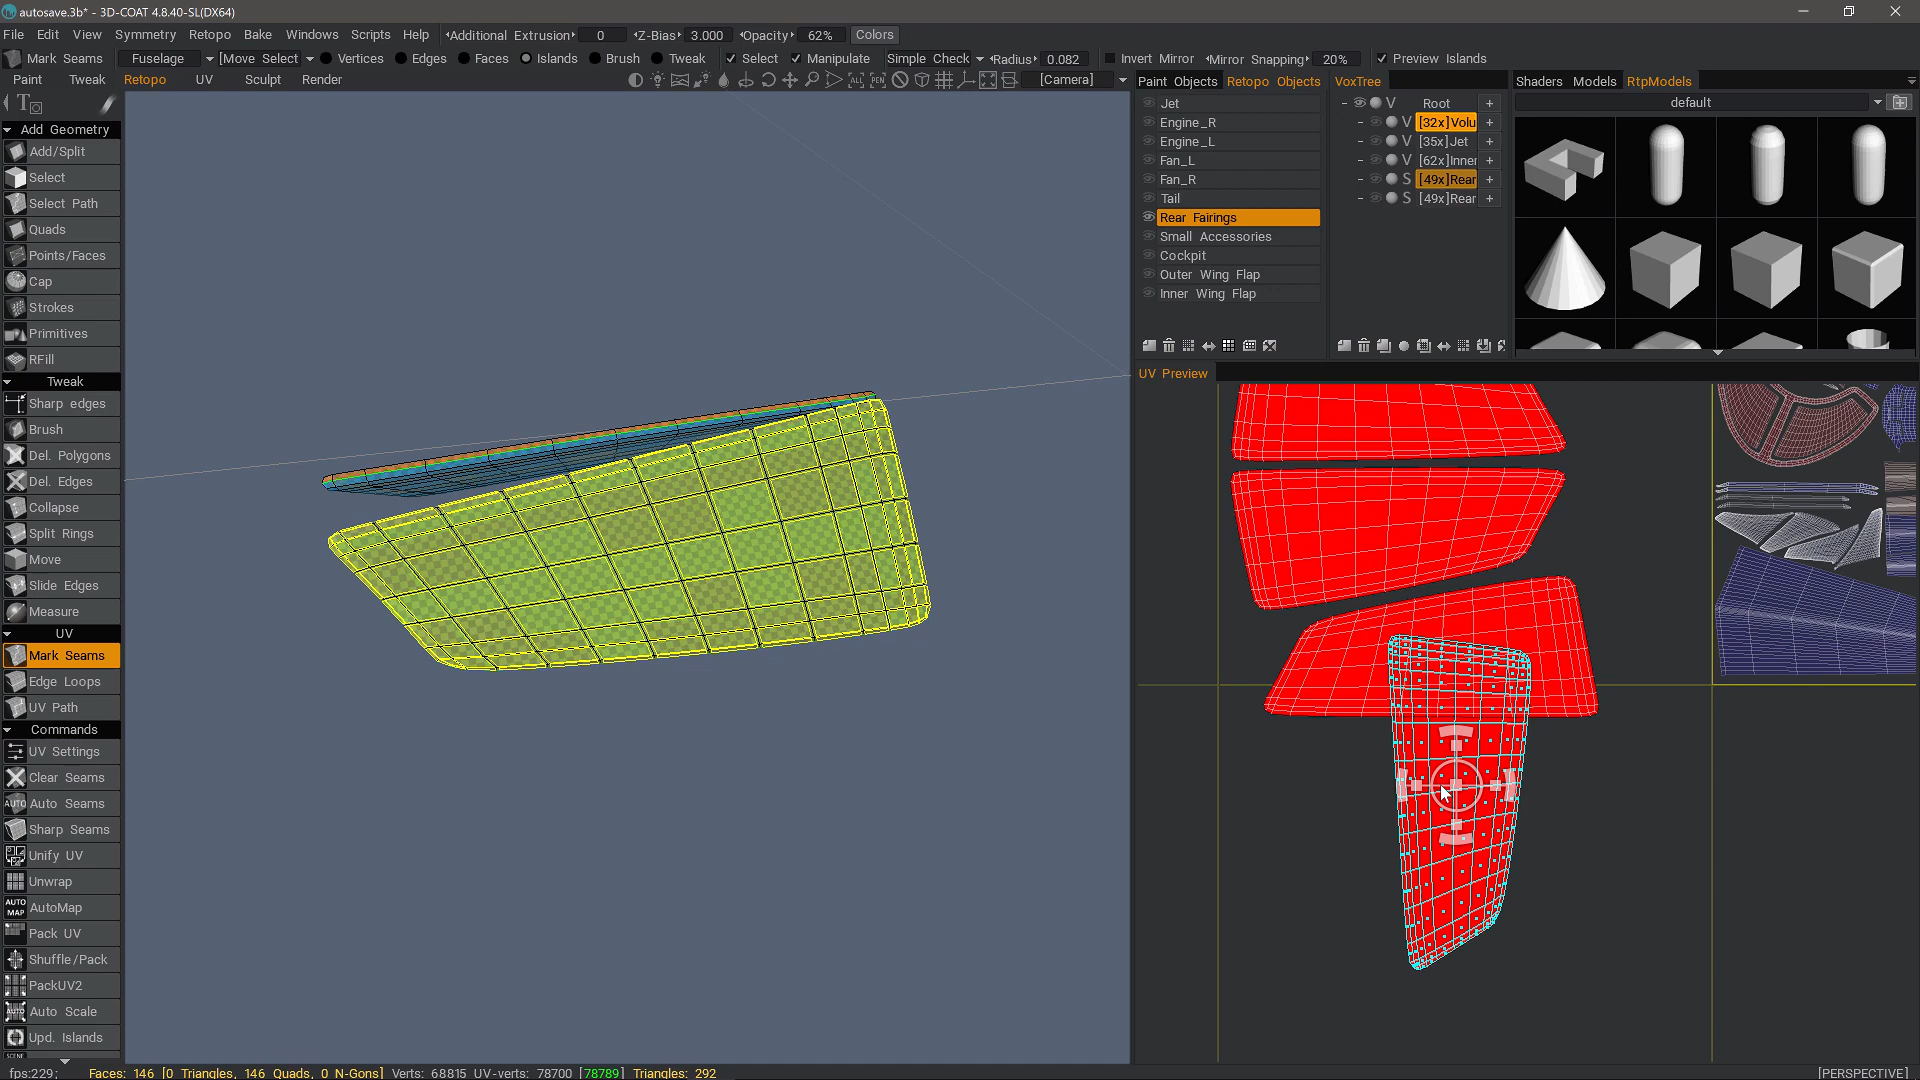 autosave.3b* - 3D-COAT 4.8.40-SL(DX64)
File Edit View Symmetry Retopo Bake Windows Scripts Help Additional Extrusion 0 Z-Bias 3.000 Opacity 62% Colors
Mark Seams Fuselage [Move Select] Vertices Edges Faces Islands Brush Tweak Select Manipulate Simple Check Radius 0.082 Invert Mirror Mirror Snapping 20% Preview Islands
Paint Tweak Retopo UV Sculpt Render [Camera] Paint Objects Retopo Objects VoxTree Shaders Models RtpModels
Add Geometry
Add/Split
Select
Select Path
Quads
Points/Faces
Cap
Strokes
Primitives
RFill
Tweak
Sharp edges
Brush
Del. Polygons
Del. Edges
Collapse
Split Rings
Move
Slide Edges
Measure
UV
Mark Seams
Edge Loops
UV Path
Commands
UV Settings
Clear Seams
AUTO Auto Seams
Sharp Seams
Unify UV
Unwrap
AUTO MAP AutoMap
Pack UV
Shuffle/Pack
PackUV2
AUTO Auto Scale
Upd. Islands
Jet
Engine_R
Engine_L
Fan_L
Fan_R
Tail
Rear Fairings
Small Accessories
Cockpit
Outer Wing Flap
Inner Wing Flap
V Root +
V [32x]Volu +
V [35x]Jet +
V [62x]Inner +
S [49x]Rear +
S [49x]Rear +
default
UV Preview
fps:229; Faces: 146 [0 Triangles, 146 Quads, 0 N-Gons] Verts: 68815 UV-verts: 78700 [78789] Triangles: 292 [PERSPECTIVE]